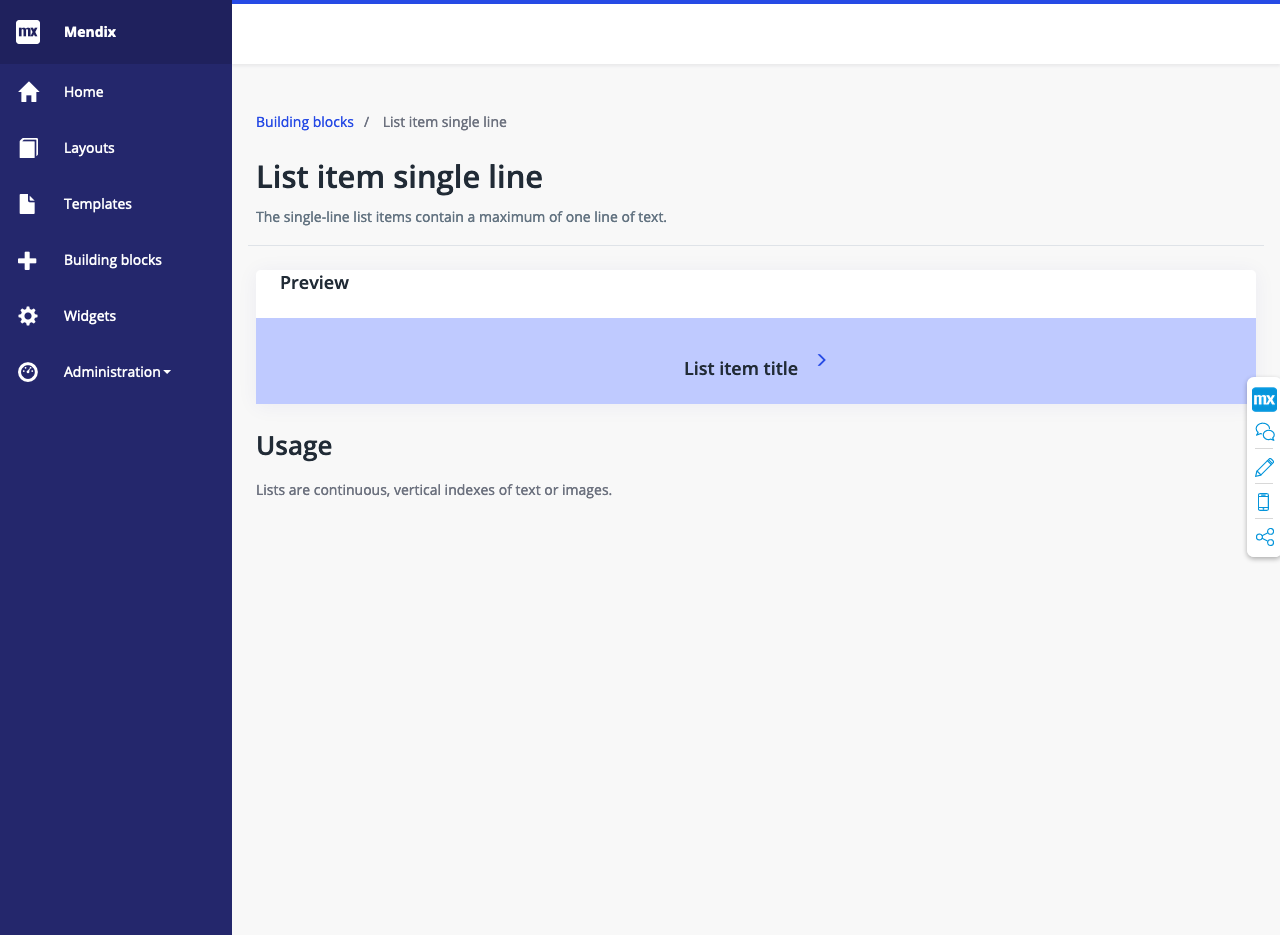 mx Mendix
Home
Layouts
Templates
Building blocks
Widgets
Administration
Building blocks / List item single line
List item single line
The single-line list items contain a maximum of one line of text.
Preview
List item title
mx
Usage
Lists are continuous, vertical indexes of text or images.